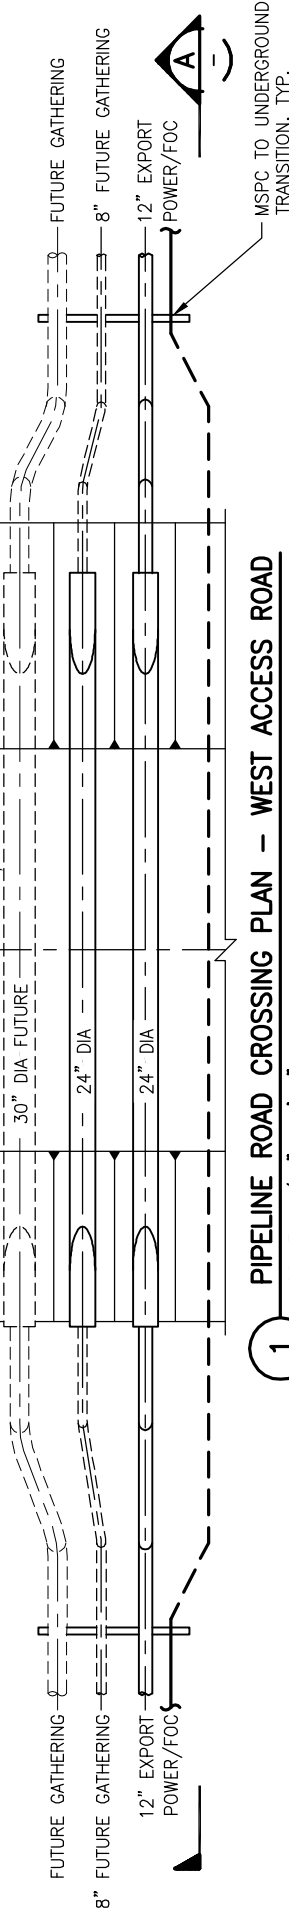 FUTURE GATHERING
8" FUTURE GATHERING
12" EXPORT
POWER/FOC
30" DIA FUTURE
24" DIA
24" DIA
FUTURE GATHERING
8" FUTURE GATHERING
12" EXPORT
POWER/FOC
A
-
MSPC TO UNDERGROUND
TRANSITION, TYP.
1
PIPELINE ROAD CROSSING PLAN - WEST ACCESS ROAD